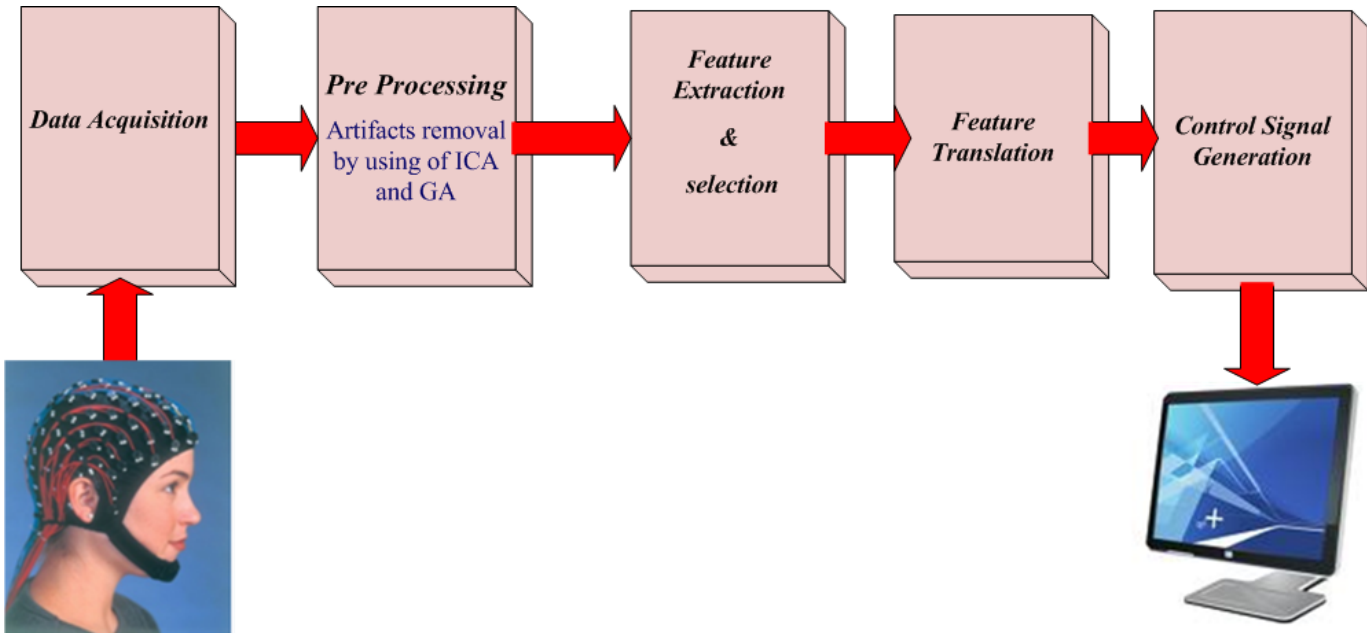 Data Acquisition
Pre Processing
Artifacts removal
by using of ICA
and GA
Feature
Extraction
&
selection
Feature
Translation
Control Signal
Generation